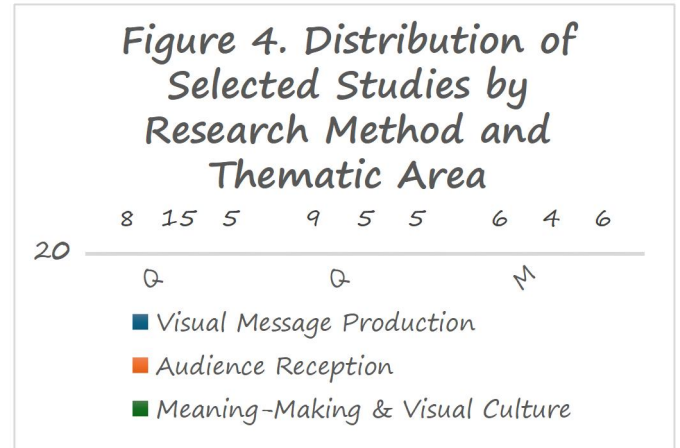 Figure 4. Distribution of
Selected Studies by
Research Method and
Thematic Area
8 15 5 9 5 5 6 4 6
20
Q Q M
Visual Message Production
Audience Reception
Meaning-Making & Visual Culture